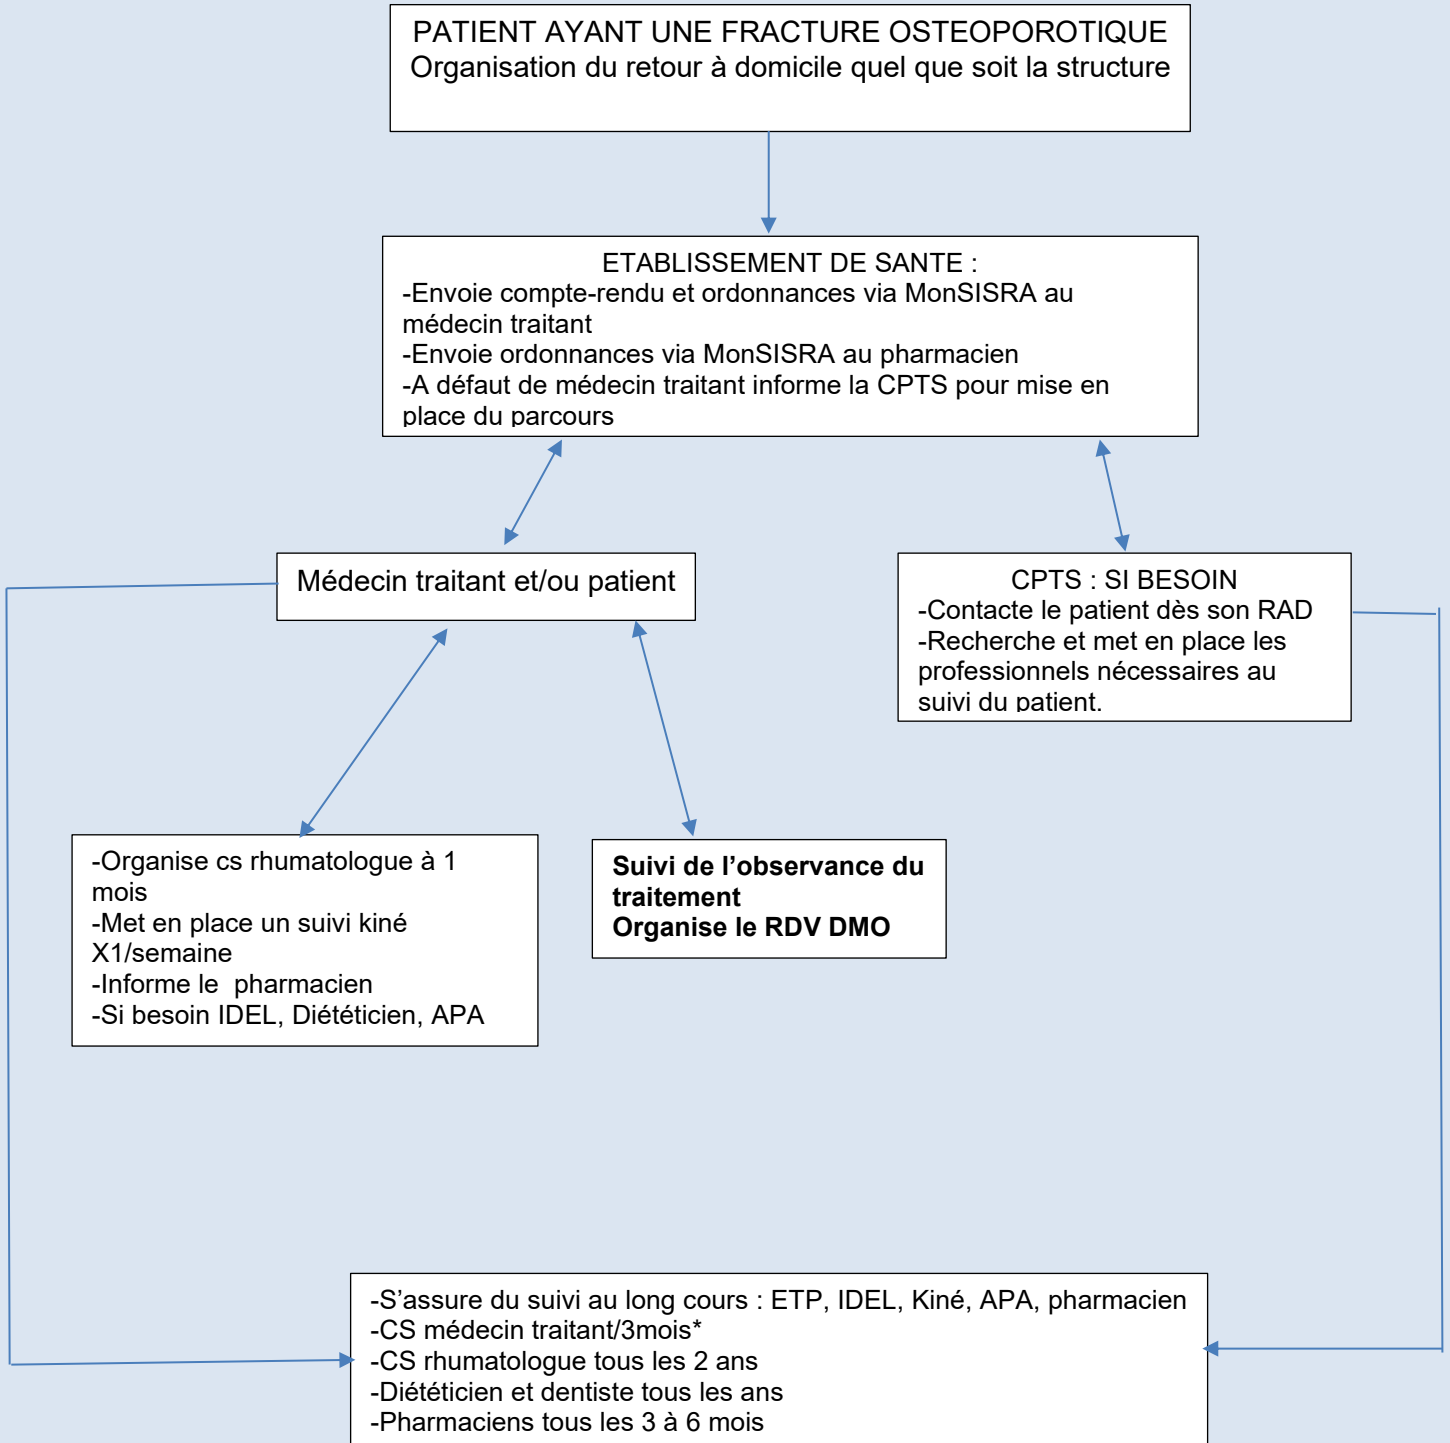 PATIENT AYANT UNE FRACTURE OSTEOPOROTIQUE
Organisation du retour à domicile quel que soit la structure
ETABLISSEMENT DE SANTE :
-Envoie compte-rendu et ordonnances via MonSISRA au
médecin traitant
-Envoie ordonnances via MonSISRA au pharmacien
-A défaut de médecin traitant informe la CPTS pour mise en
place du parcours
Médecin traitant et/ou patient
CPTS : SI BESOIN
-Contacte le patient dès son RAD
-Recherche et met en place les
professionnels nécessaires au
suivi du patient.
-Organise cs rhumatologue à 1
mois
-Met en place un suivi kiné
X1/semaine
-Informe le  pharmacien
-Si besoin IDEL, Diététicien, APA
Suivi de l’observance du
traitement
Organise le RDV DMO
-S’assure du suivi au long cours : ETP, IDEL, Kiné, APA, pharmacien
-CS médecin traitant/3mois*
-CS rhumatologue tous les 2 ans
-Diététicien et dentiste tous les ans
-Pharmaciens tous les 3 à 6 mois